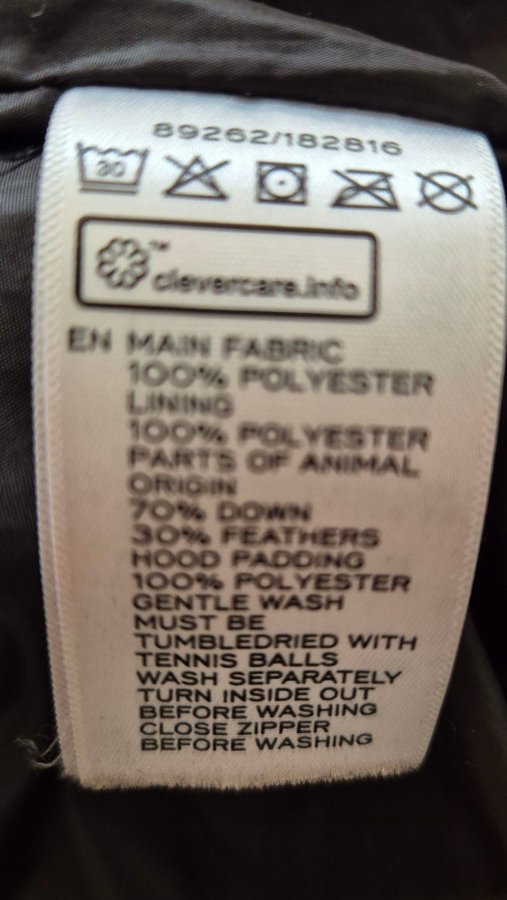 89262/182816
30
™
clevercare.info
EN MAIN FABRIC
100% POLYESTER
LINING
100% POLYESTER
PARTS OF ANIMAL
ORIGIN
70% DOWN
30% FEATHERS
HOOD PADDING
100% POLYESTER
GENTLE WASH
MUST BE
TUMBLEDRIED WITH
TENNIS BALLS
WASH SEPARATELY
TURN INSIDE OUT
BEFORE WASHING
CLOSE ZIPPER
BEFORE WASHING